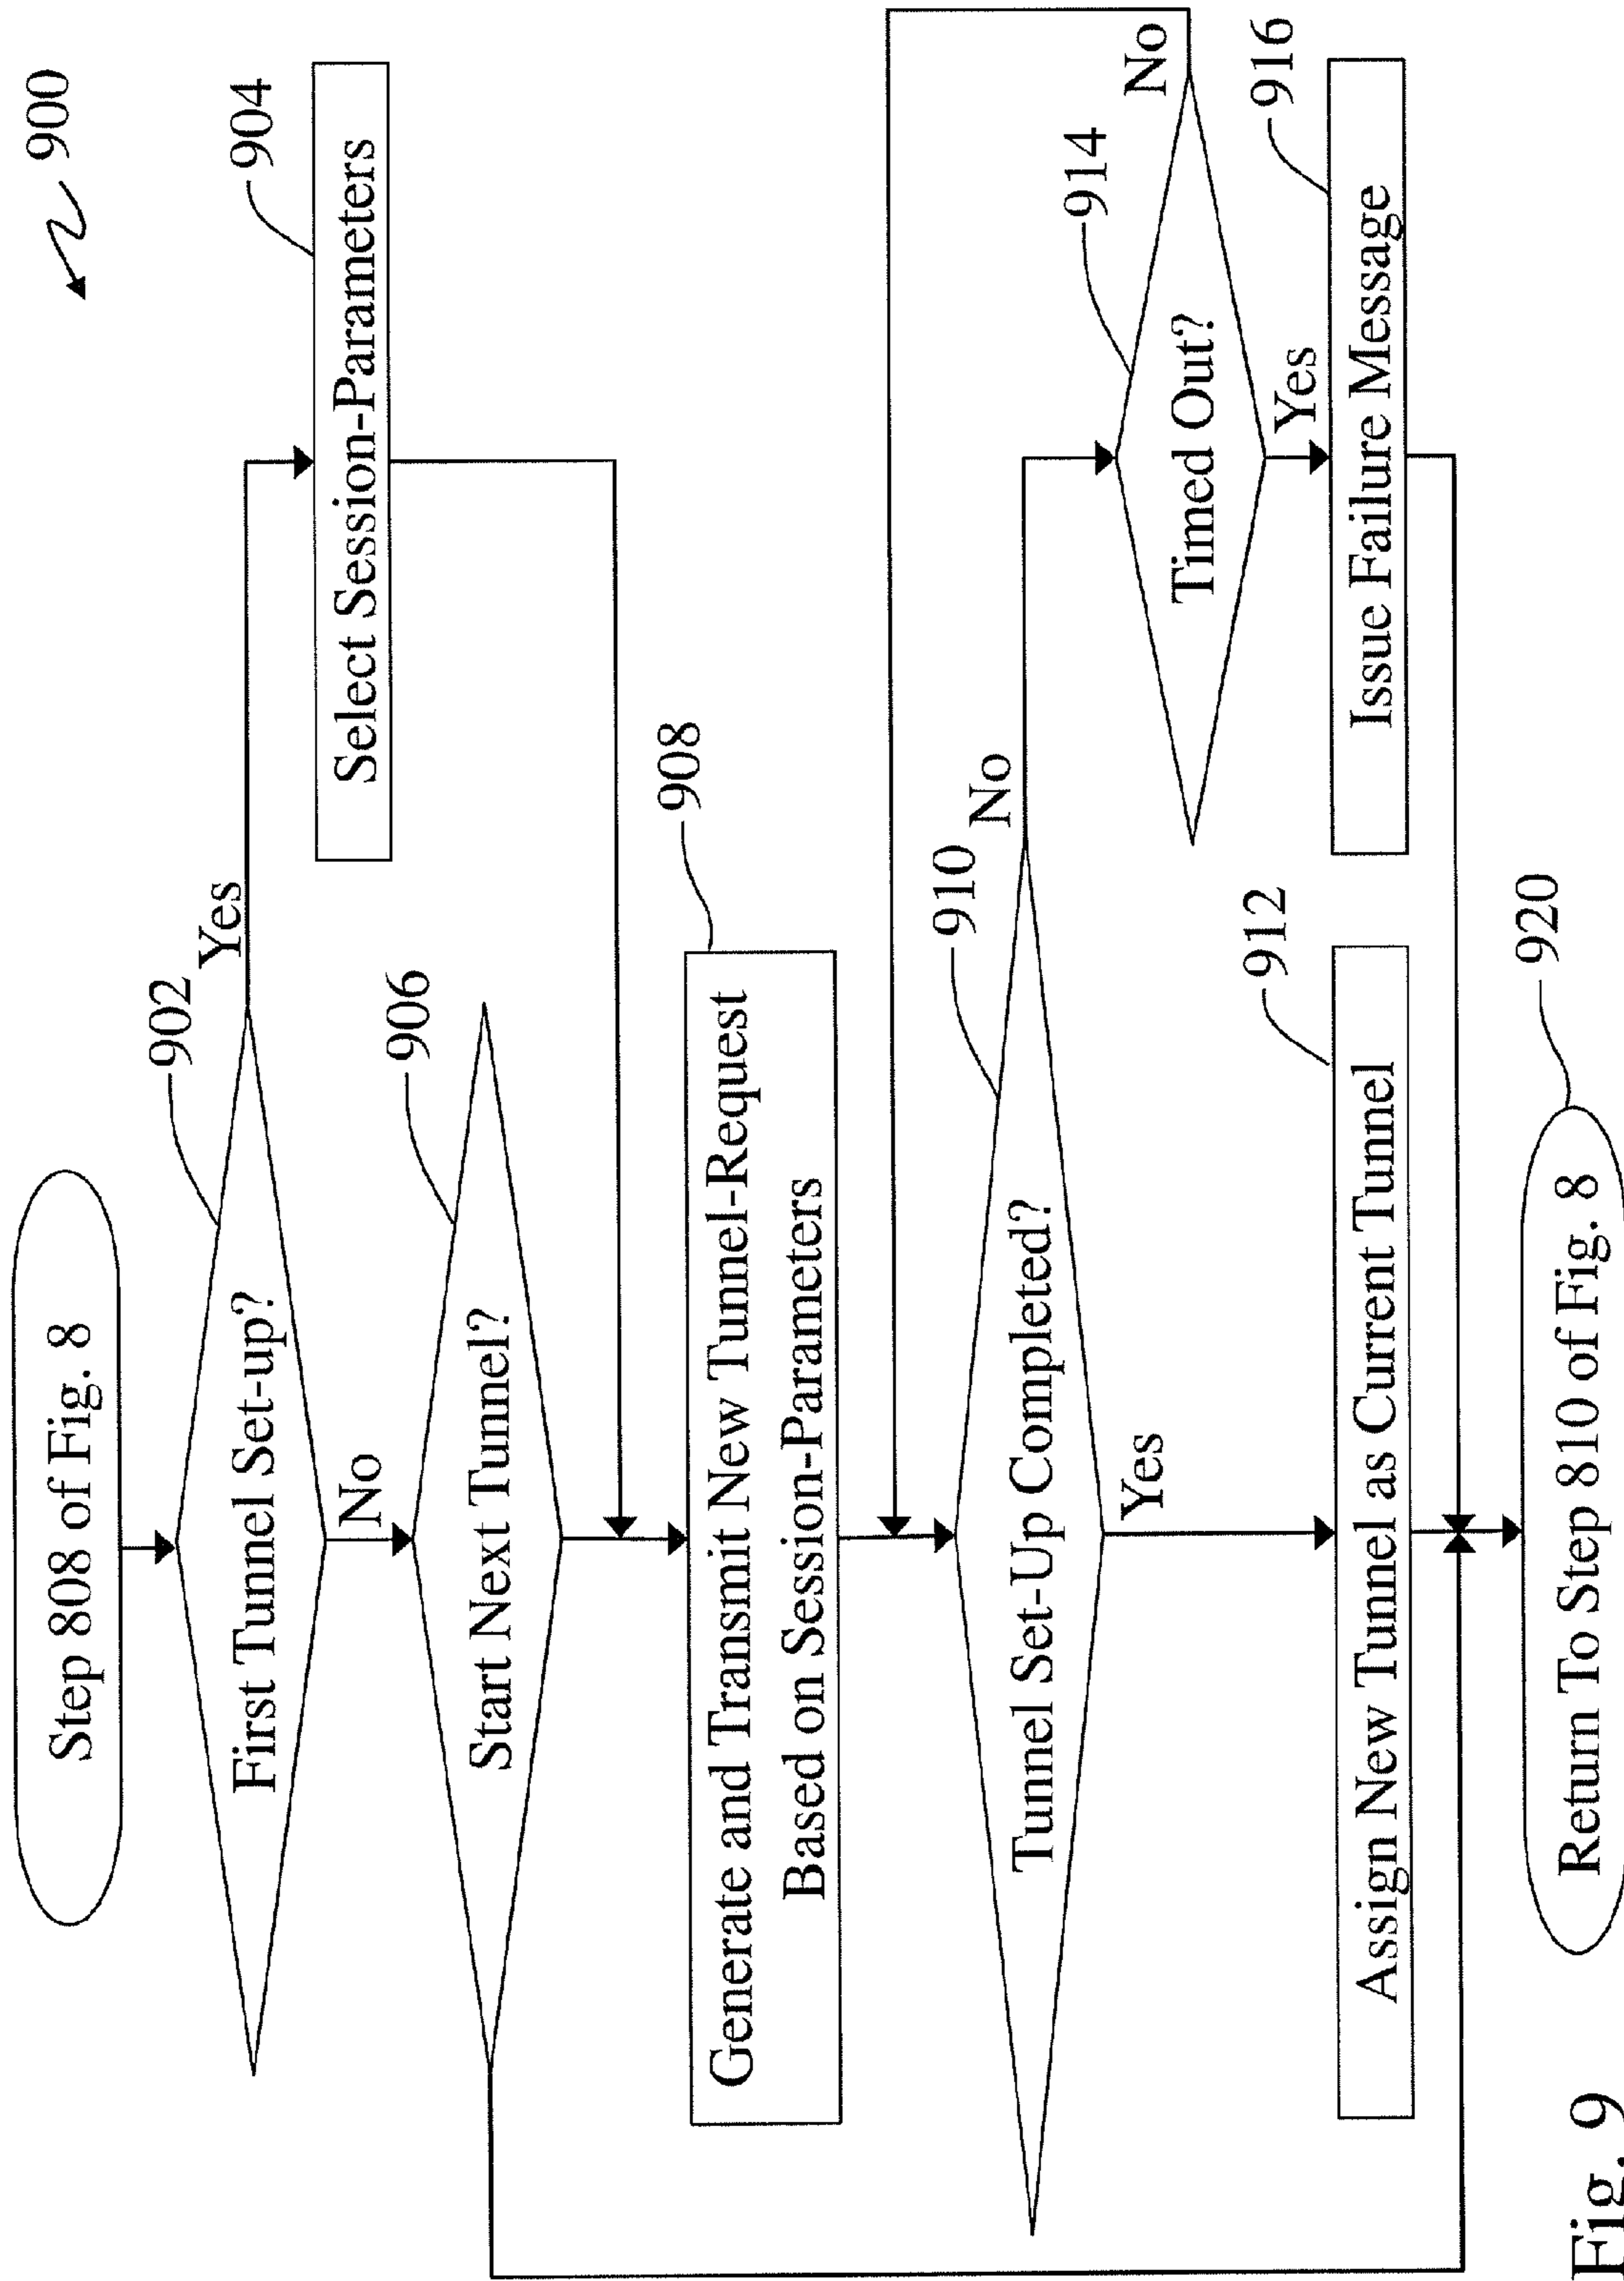 900
Step 808 of Fig. 8
902
First Tunnel Set-up?
Yes
No
904
Select Session-Parameters
906
Start Next Tunnel?
908
Generate and Transmit New Tunnel-Request
Based on Session-Parameters
910
Tunnel Set-Up Completed?
No
Yes
914
Timed Out?
No
Yes
912
Assign New Tunnel as Current Tunnel
916
Issue Failure Message
920
Return To Step 810 of Fig. 8
Fig. 9